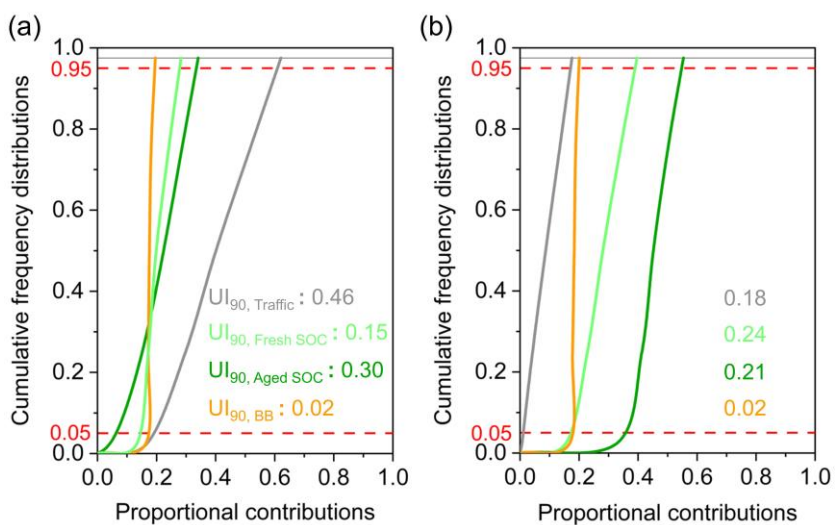 (a)
(b)
Cumulative frequency distributions
1.0
0.95
0.8
0.6
0.4
0.2
0.05
0.0
UI90, Traffic : 0.46
UI90, Fresh SOC : 0.15
UI90, Aged SOC : 0.30
UI90, BB : 0.02
0.0 0.2 0.4 0.6 0.8 1.0
Proportional contributions
Cumulative frequency distributions
1.0
0.95
0.8
0.6
0.4
0.2
0.05
0.0
0.18
0.24
0.21
0.02
0.0 0.2 0.4 0.6 0.8 1.0
Proportional contributions